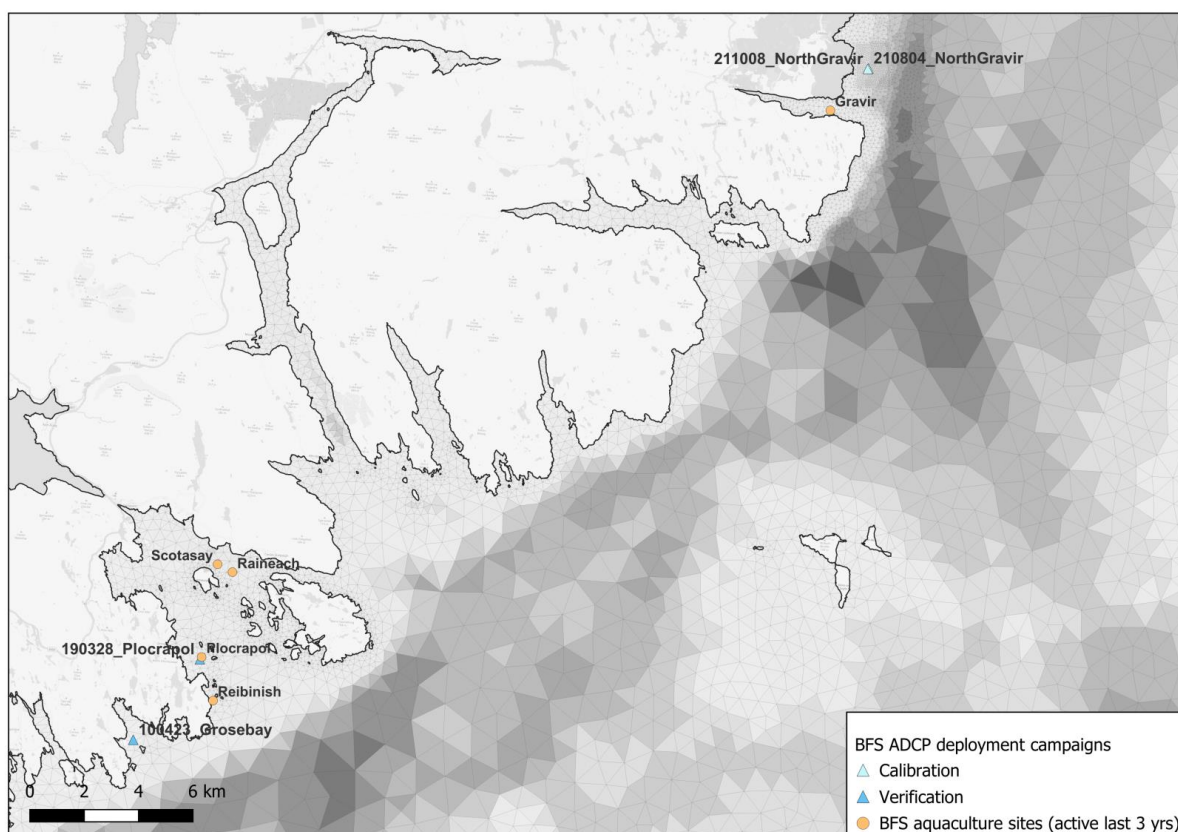 211008_NorthGravir 210804_NorthGravir
Gravir
Scotasay
Raineach
190328_Plocrapol Plocrapol
Reibinish
100423_Grosebay
0 2 4 6 km
BFS ADCP deployment campaigns
Calibration
Verification
BFS aquaculture sites (active last 3 yrs)